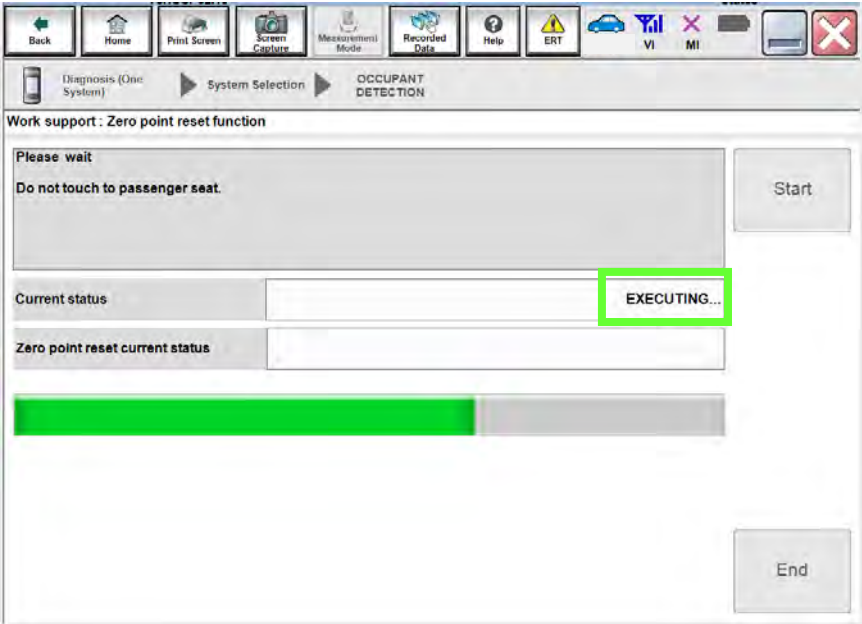 Back
Home
Print Screen
Screen
Capture
Measurement
Mode
Recorded
Data
Help
ERT
VI
MI
Diagnosis (One
System)
System Selection
OCCUPANT
DETECTION
Work support : Zero point reset function
Please wait
Do not touch to passenger seat.
Start
Current status
EXECUTING...
Zero point reset current status
End